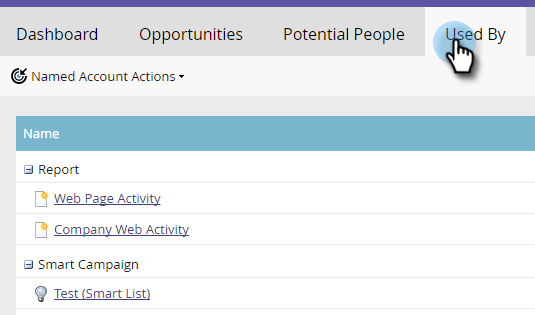 Dashboard Opportunities Potential People Used By
Named Account Actions
Name
Report
Web Page Activity
Company Web Activity
Smart Campaign
Test (Smart List)